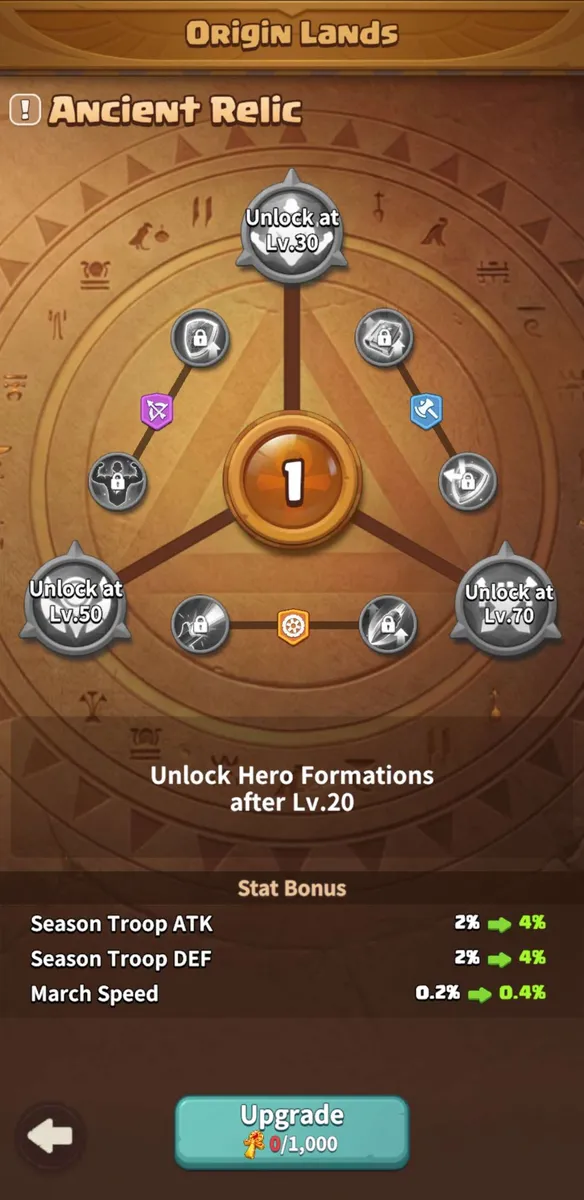 Origin Lands
! Ancient Relic
Unlock at
Lv.30
1
Unlock at
Lv.50
Unlock at
Lv.70
Unlock Hero Formations
after Lv.20
Stat Bonus
Season Troop ATK 2% 4%
Season Troop DEF 2% 4%
March Speed 0.2% 0.4%
Upgrade
0/1,000